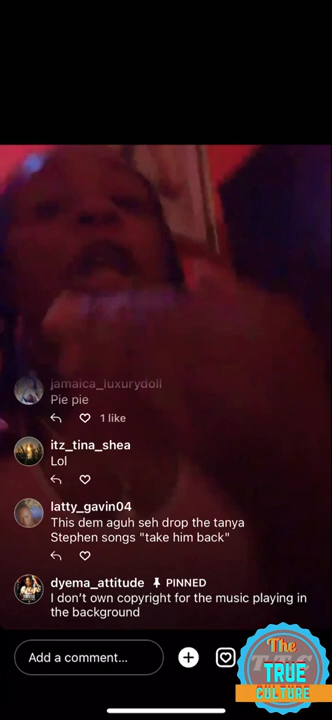 jamaica_luxurydoll
Pie pie
1 like
itz_tina_shea
Lol
latty_gavin04
This dem aguh seh drop the tanya
Stephen songs "take him back"
dyema_attitude PINNED
I don't own copyright for the music playing in
the background
Add a comment...
The
T.T.C
TRUE
CULTURE